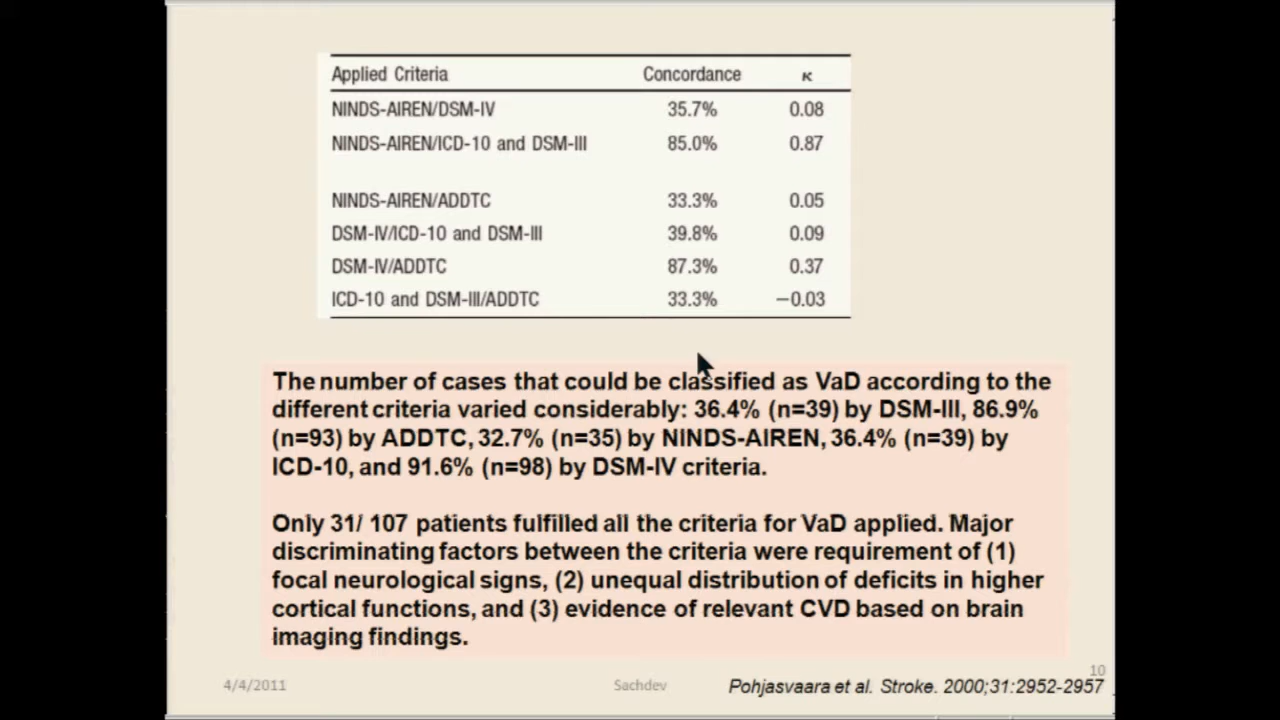 Applied Criteria Concordance κ
NINDS-AIREN/DSM-IV 35.7% 0.08
NINDS-AIREN/ICD-10 and DSM-III 85.0% 0.87
NINDS-AIREN/ADDTC 33.3% 0.05
DSM-IV/ICD-10 and DSM-III 39.8% 0.09
DSM-IV/ADDTC 87.3% 0.37
ICD-10 and DSM-III/ADDTC 33.3% −0.03
The number of cases that could be classified as VaD according to the
different criteria varied considerably: 36.4% (n=39) by DSM-III, 86.9%
(n=93) by ADDTC, 32.7% (n=35) by NINDS-AIREN, 36.4% (n=39) by
ICD-10, and 91.6% (n=98) by DSM-IV criteria.
Only 31/ 107 patients fulfilled all the criteria for VaD applied. Major
discriminating factors between the criteria were requirement of (1)
focal neurological signs, (2) unequal distribution of deficits in higher
cortical functions, and (3) evidence of relevant CVD based on brain
imaging findings.
10
4/4/2011 Sachdev Pohjasvaara et al. Stroke. 2000;31:2952-2957